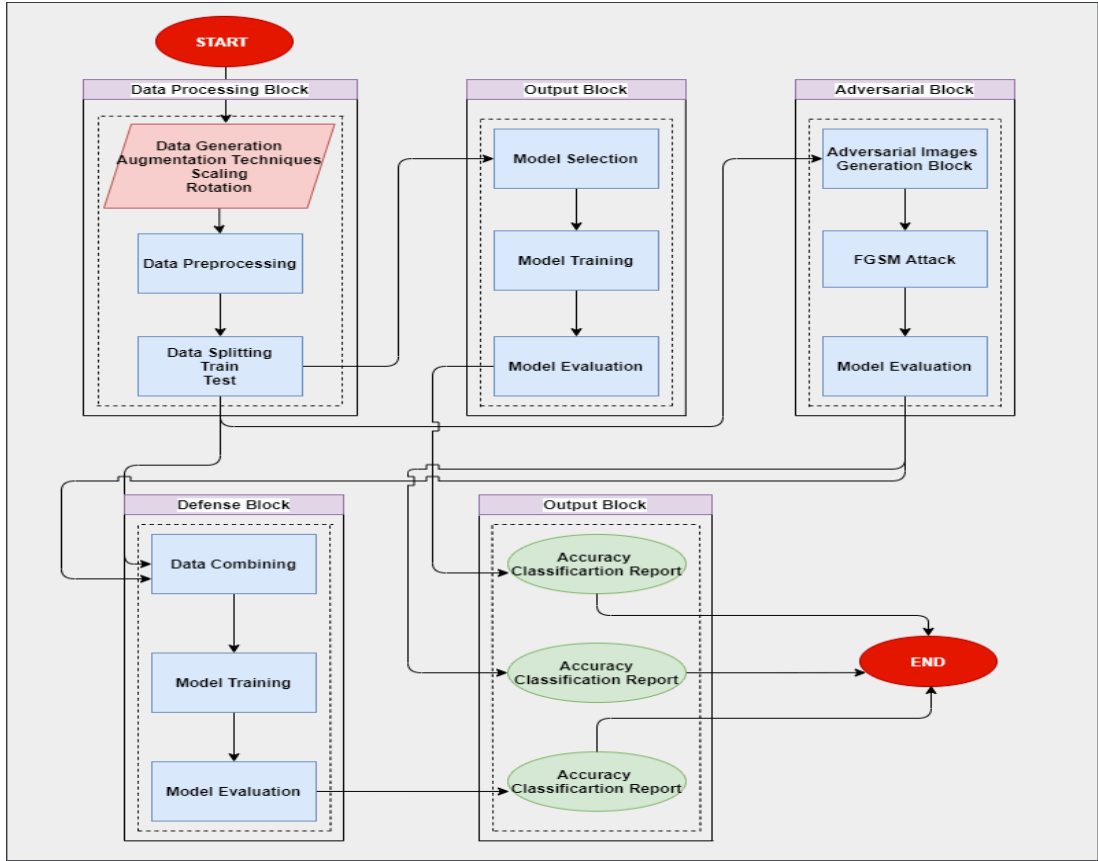 START
Data Processing Block
Data Generation
Augmentation Techniques
Scaling
Rotation
Data Preprocessing
Data Splitting
Train
Test
Output Block
Model Selection
Model Training
Model Evaluation
Adversarial Block
Adversarial Images
Generation Block
FGSM Attack
Model Evaluation
Defense Block
Data Combining
Model Training
Model Evaluation
Output Block
Accuracy
Classificartion Report
Accuracy
Classification Report
Accuracy
Classificartion Report
END